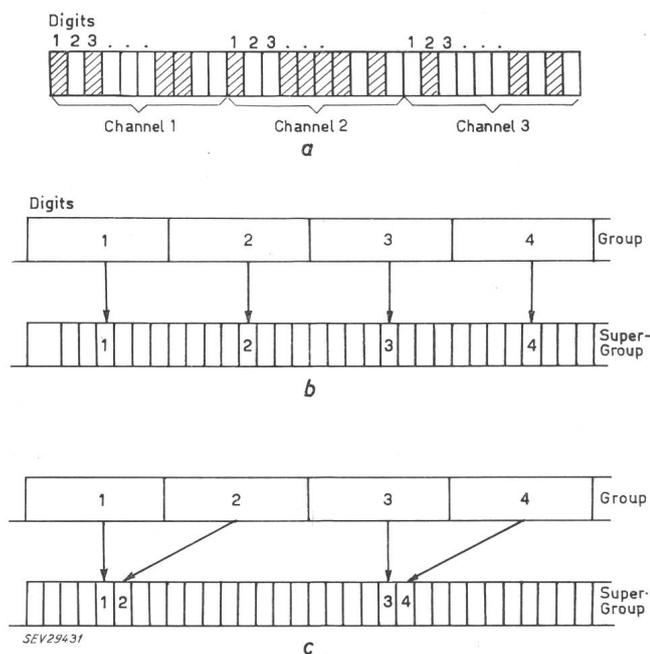 Digits
1 2 3 . . . 1 2 3 . . . 1 2 3 . . .
Channel 1 Channel 2 Channel 3
a
Digits
1 2 3 4 Group
1 2 3 4 Super-
Group
b
1 2 3 4 Group
1 2 3 4 Super-
Group
SEV29431
c